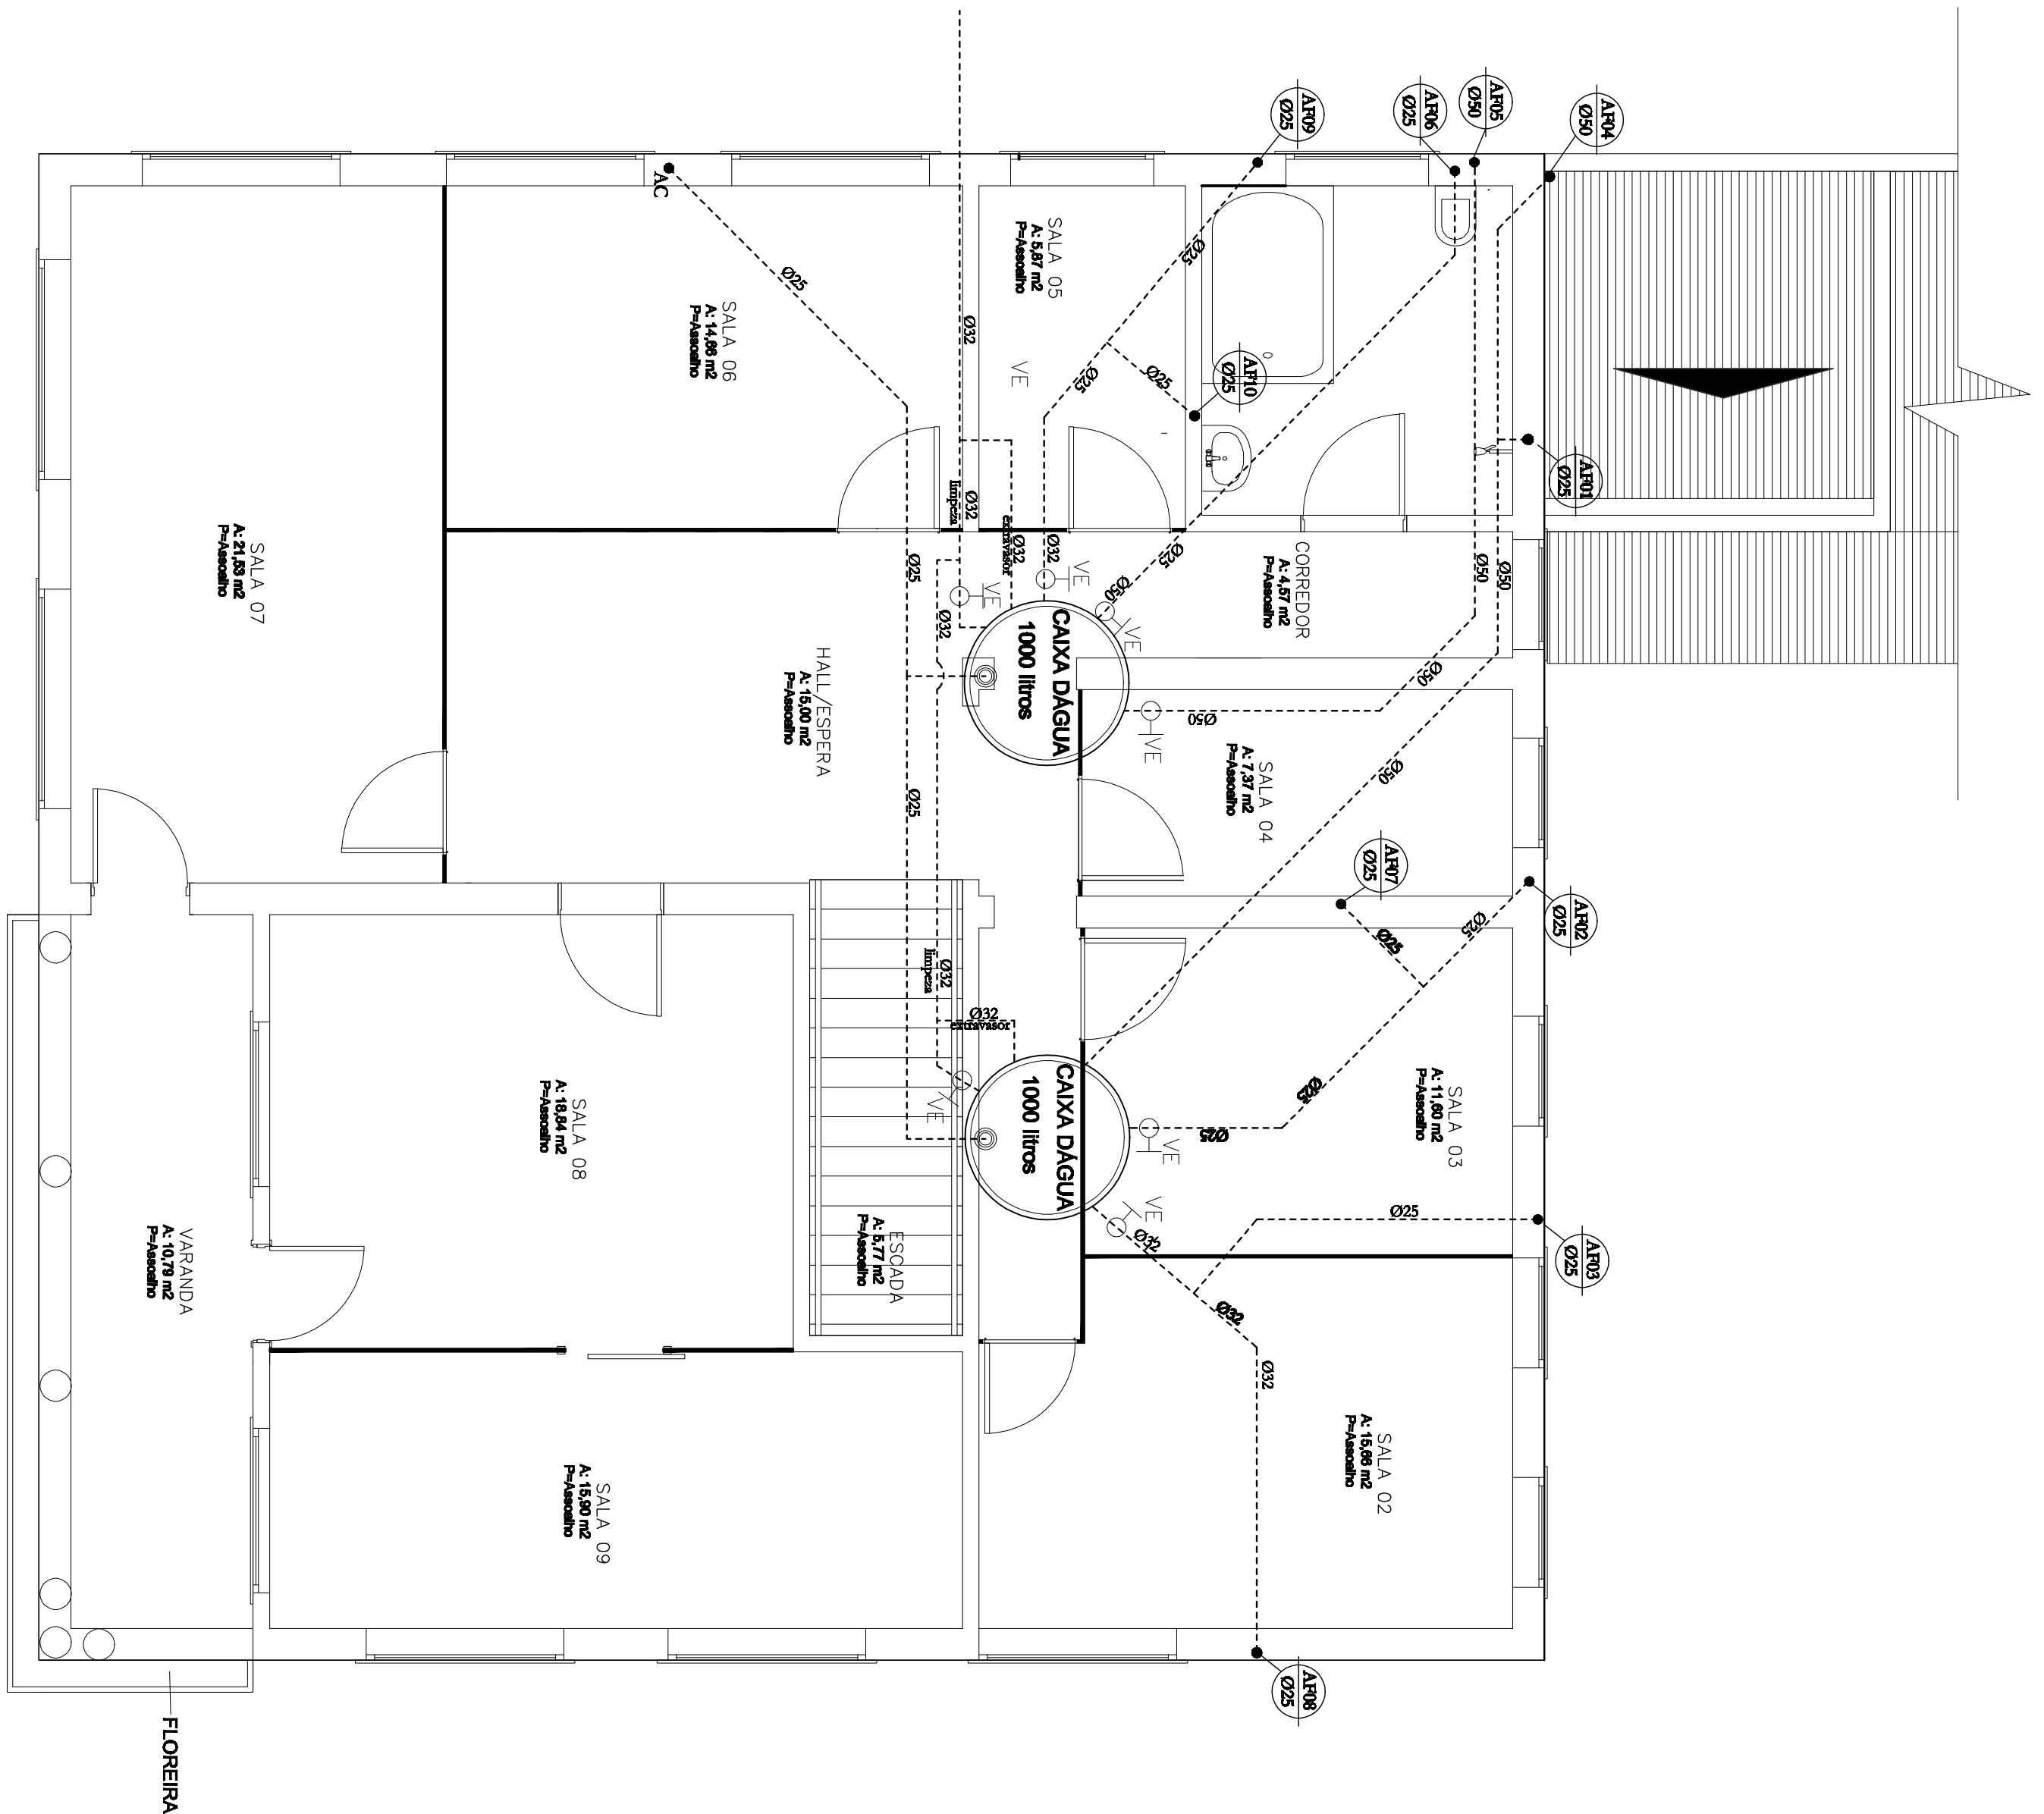 AF04
Ø50
AF05
Ø50
AF06
Ø25
AF09
Ø25
AC
Ø25
SALA 05
A: 5,87 m2
P=Assoalho
Ø25
SALA 06
A: 14,66 m2
P=Assoalho
Ø32
VE
Ø25
Ø25
AF10
Ø25
AF01
Ø25
Ø32
limpeza
Ø32
extravasor
Ø32
Ø25
Ø25
Ø50
Ø50
SALA 07
A: 21,53 m2
P=Assoalho
CORREDOR
A: 4,57 m2
P=Assoalho
VE
VE
Ø50
VE
Ø32
CAIXA DÁGUA
1000 litros
HALL/ESPERA
A: 15,00 m2
P=Assoalho
Ø50
Ø50
VE
Ø50
SALA 04
A: 7,37 m2
P=Assoalho
Ø25
AF07
Ø25
AF02
Ø25
Ø25
Ø25
Ø32
limpeza
Ø32
extravasor
CAIXA DÁGUA
1000 litros
VE
VE
Ø25
Ø25
SALA 03
A: 11,60 m2
P=Assoalho
SALA 08
A: 18,84 m2
P=Assoalho
VE
Ø32
Ø25
AF03
Ø25
ESCADA
A: 5,77 m2
P=Assoalho
VARANDA
A: 10,79 m2
P=Assoalho
Ø32
Ø32
SALA 02
A: 15,66 m2
P=Assoalho
SALA 09
A: 15,90 m2
P=Assoalho
AF08
Ø25
FLOREIRA